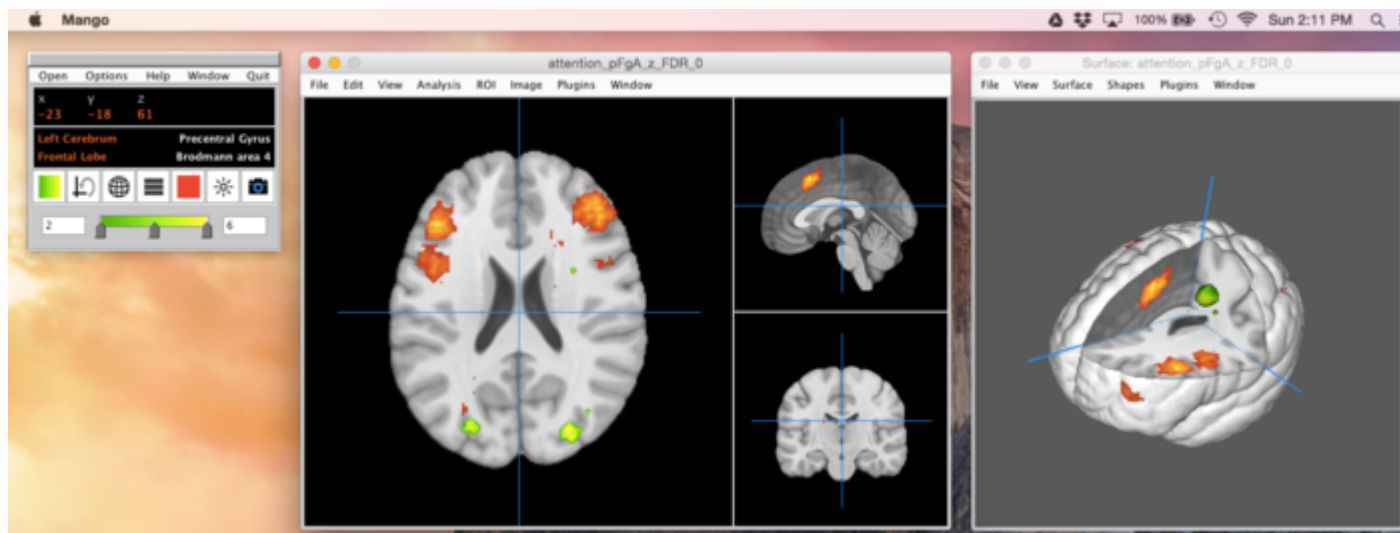 Mango
100% Sun 2:11 PM
Open Options Help Window Quit
x y z
-23 -18 61
Left Cerebrum Precentral Gyrus
Frontal Lobe Brodmann area 4
2 6
attention_pFgA_z_FDR_0
File Edit View Analysis ROI Image Plugins Window
Surface: attention_pFgA_z_FDR_0
File View Surface Shapes Plugins Window